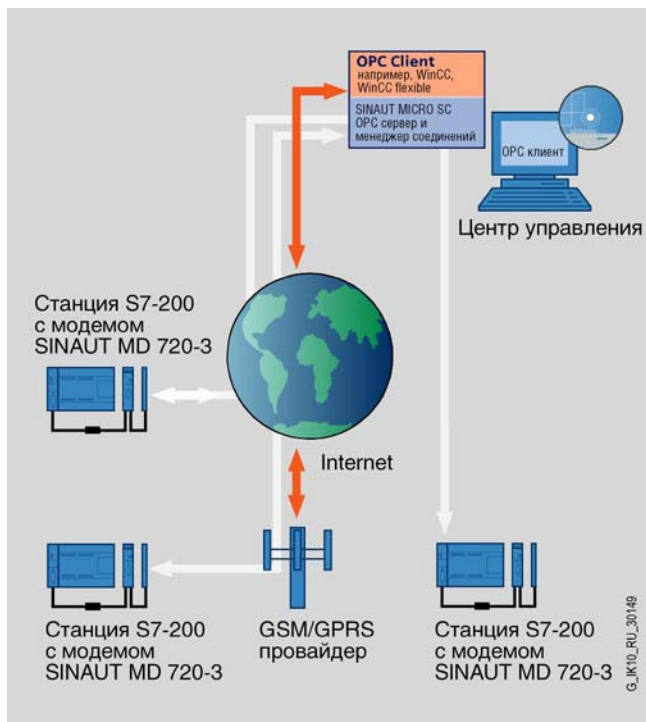 OPC Client
например, WinCC,
WinCC flexible
SINAUT MICRO SC
OPC сервер и
менеджер соединений
OPC клиент
Центр управления
Станция S7-200
с модемом
SINAUT MD 720-3
Internet
Станция S7-200
с модемом
SINAUT MD 720-3
GSM/GPRS
провайдер
Станция S7-200
с модемом
SINAUT MD 720-3
G_IK10_RU_30149